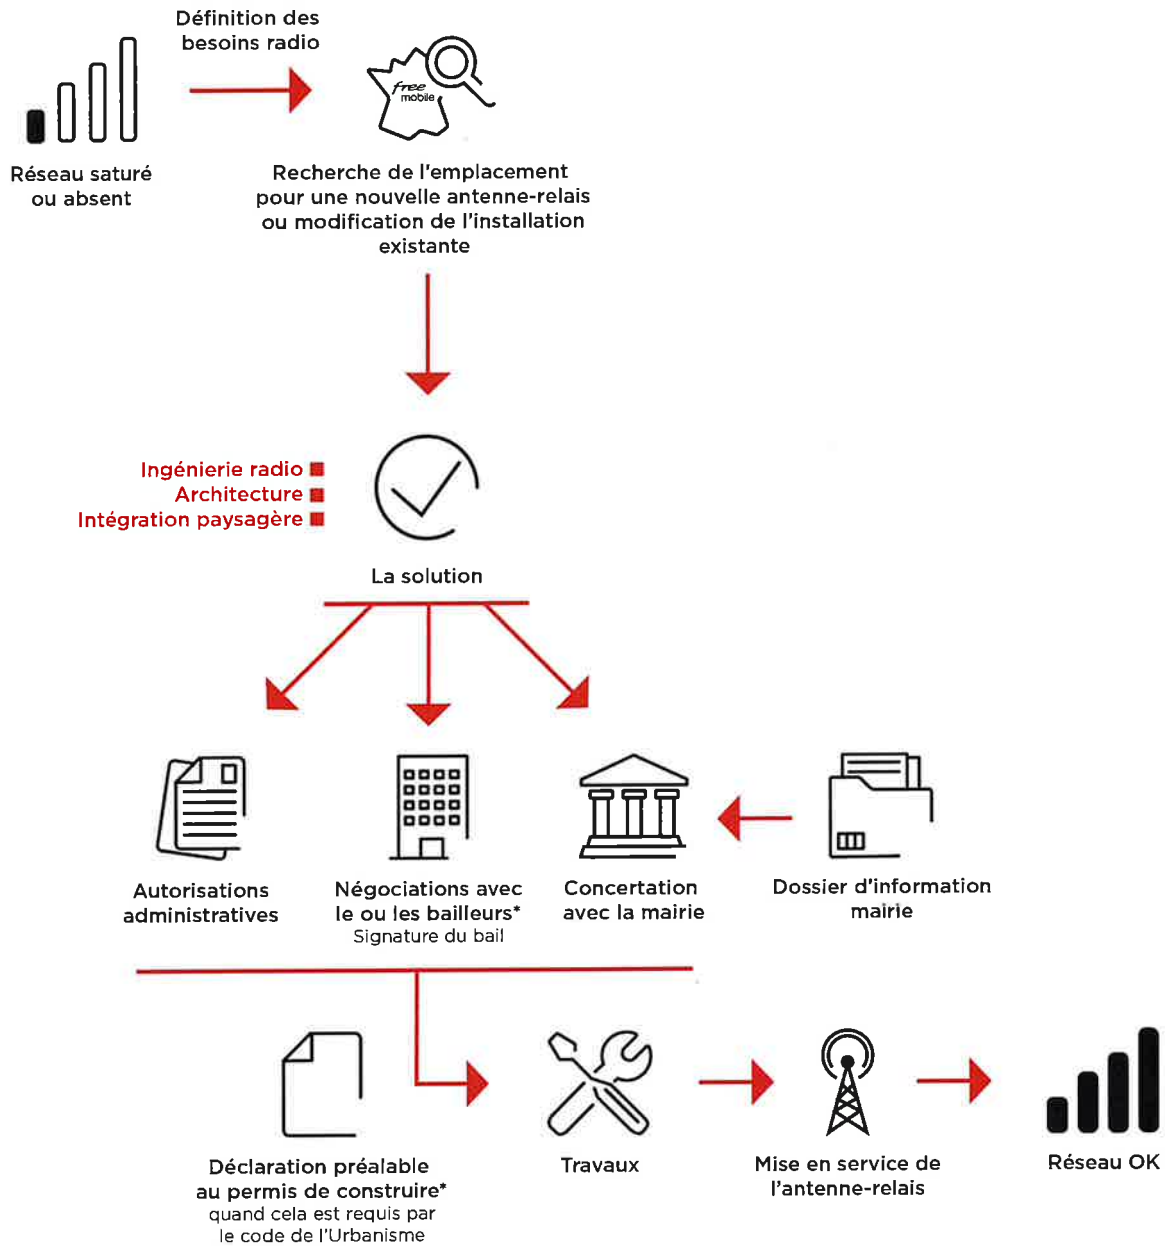 Définition des
besoins radio
free
mobile
Réseau saturé
ou absent
Recherche de l'emplacement
pour une nouvelle antenne-relais
ou modification de l'installation
existante
Ingénierie radio
Architecture
Intégration paysagère
La solution
Autorisations
administratives
Négociations avec
le ou les bailleurs*
Signature du bail
Concertation
avec la mairie
Dossier d'information
mairie
Déclaration préalable
au permis de construire*
quand cela est requis par
le code de l'Urbanisme
Travaux
Mise en service de
l'antenne-relais
Réseau OK